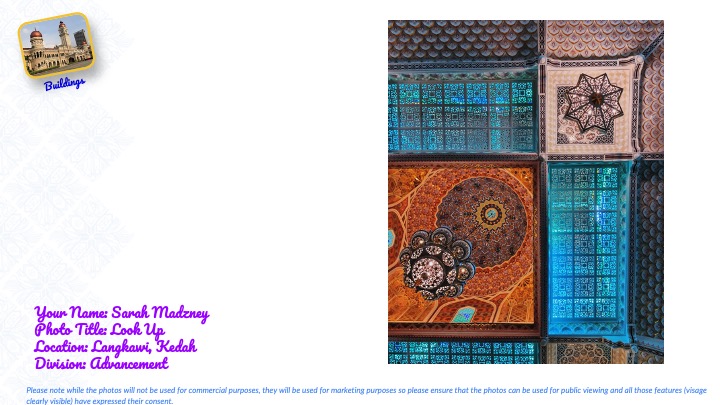 Buildings
Your Name: Sarah Madzney
Photo Title: Look Up
Location: Langkawi, Kedah
Division: Advancement
Please note while the photos will not be used for commercial purposes, they will be used for marketing purposes so please ensure that the photos can be used for public viewing and all those features (visage
clearly visible) have expressed their consent.